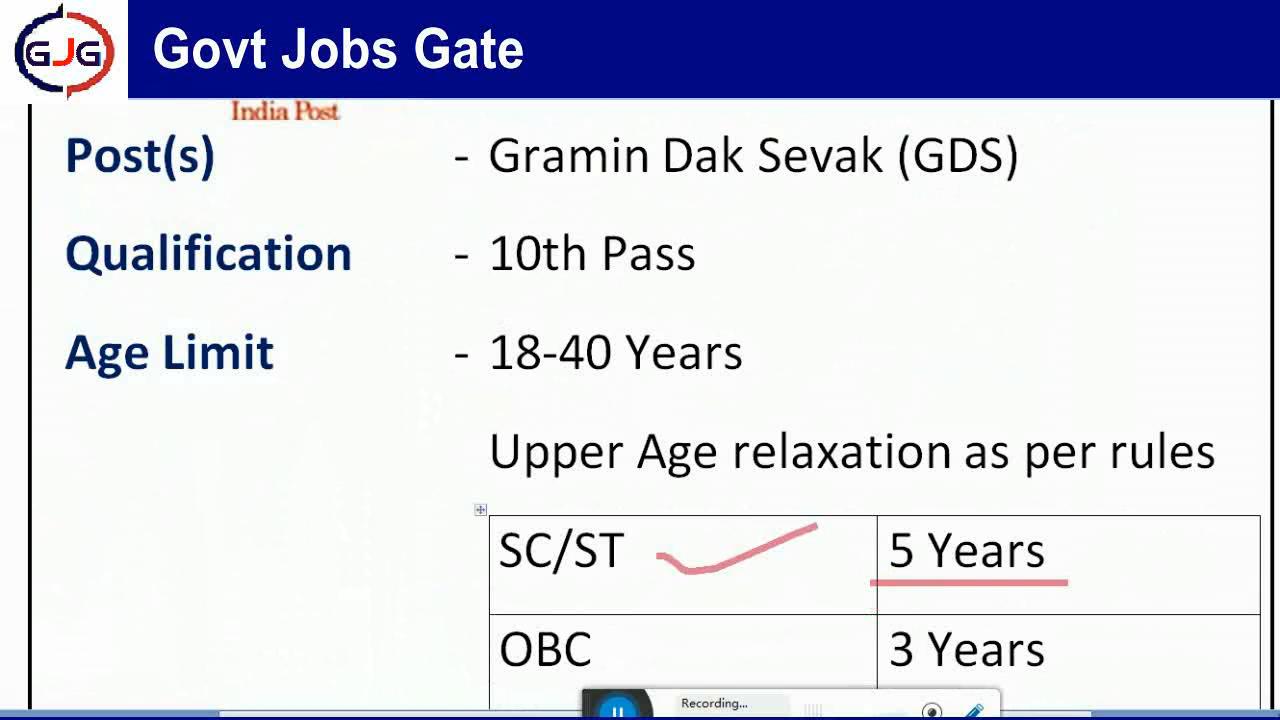 GJG
Govt Jobs Gate
India Post
Post(s) - Gramin Dak Sevak (GDS)
Qualification - 10th Pass
Age Limit - 18-40 Years
Upper Age relaxation as per rules
SC/ST 5 Years
OBC 3 Years
Recording...